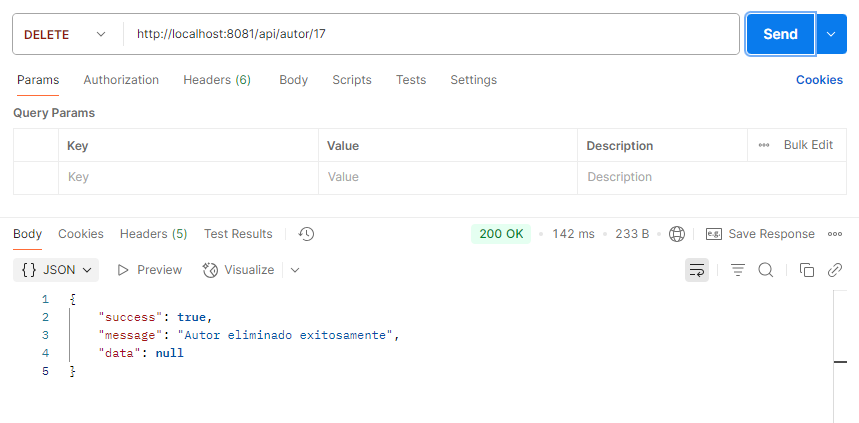 DELETE http://localhost:8081/api/autor/17 Send
Params Authorization Headers (6) Body Scripts Tests Settings Cookies
Query Params
Key Value Description Bulk Edit
Key Value Description
Body Cookies Headers (5) Test Results 200 OK 142 ms 233 B e.g. Save Response
{} JSON Preview Visualize
1 {
2 "success": true,
3 "message": "Autor eliminado exitosamente",
4 "data": null
5 }